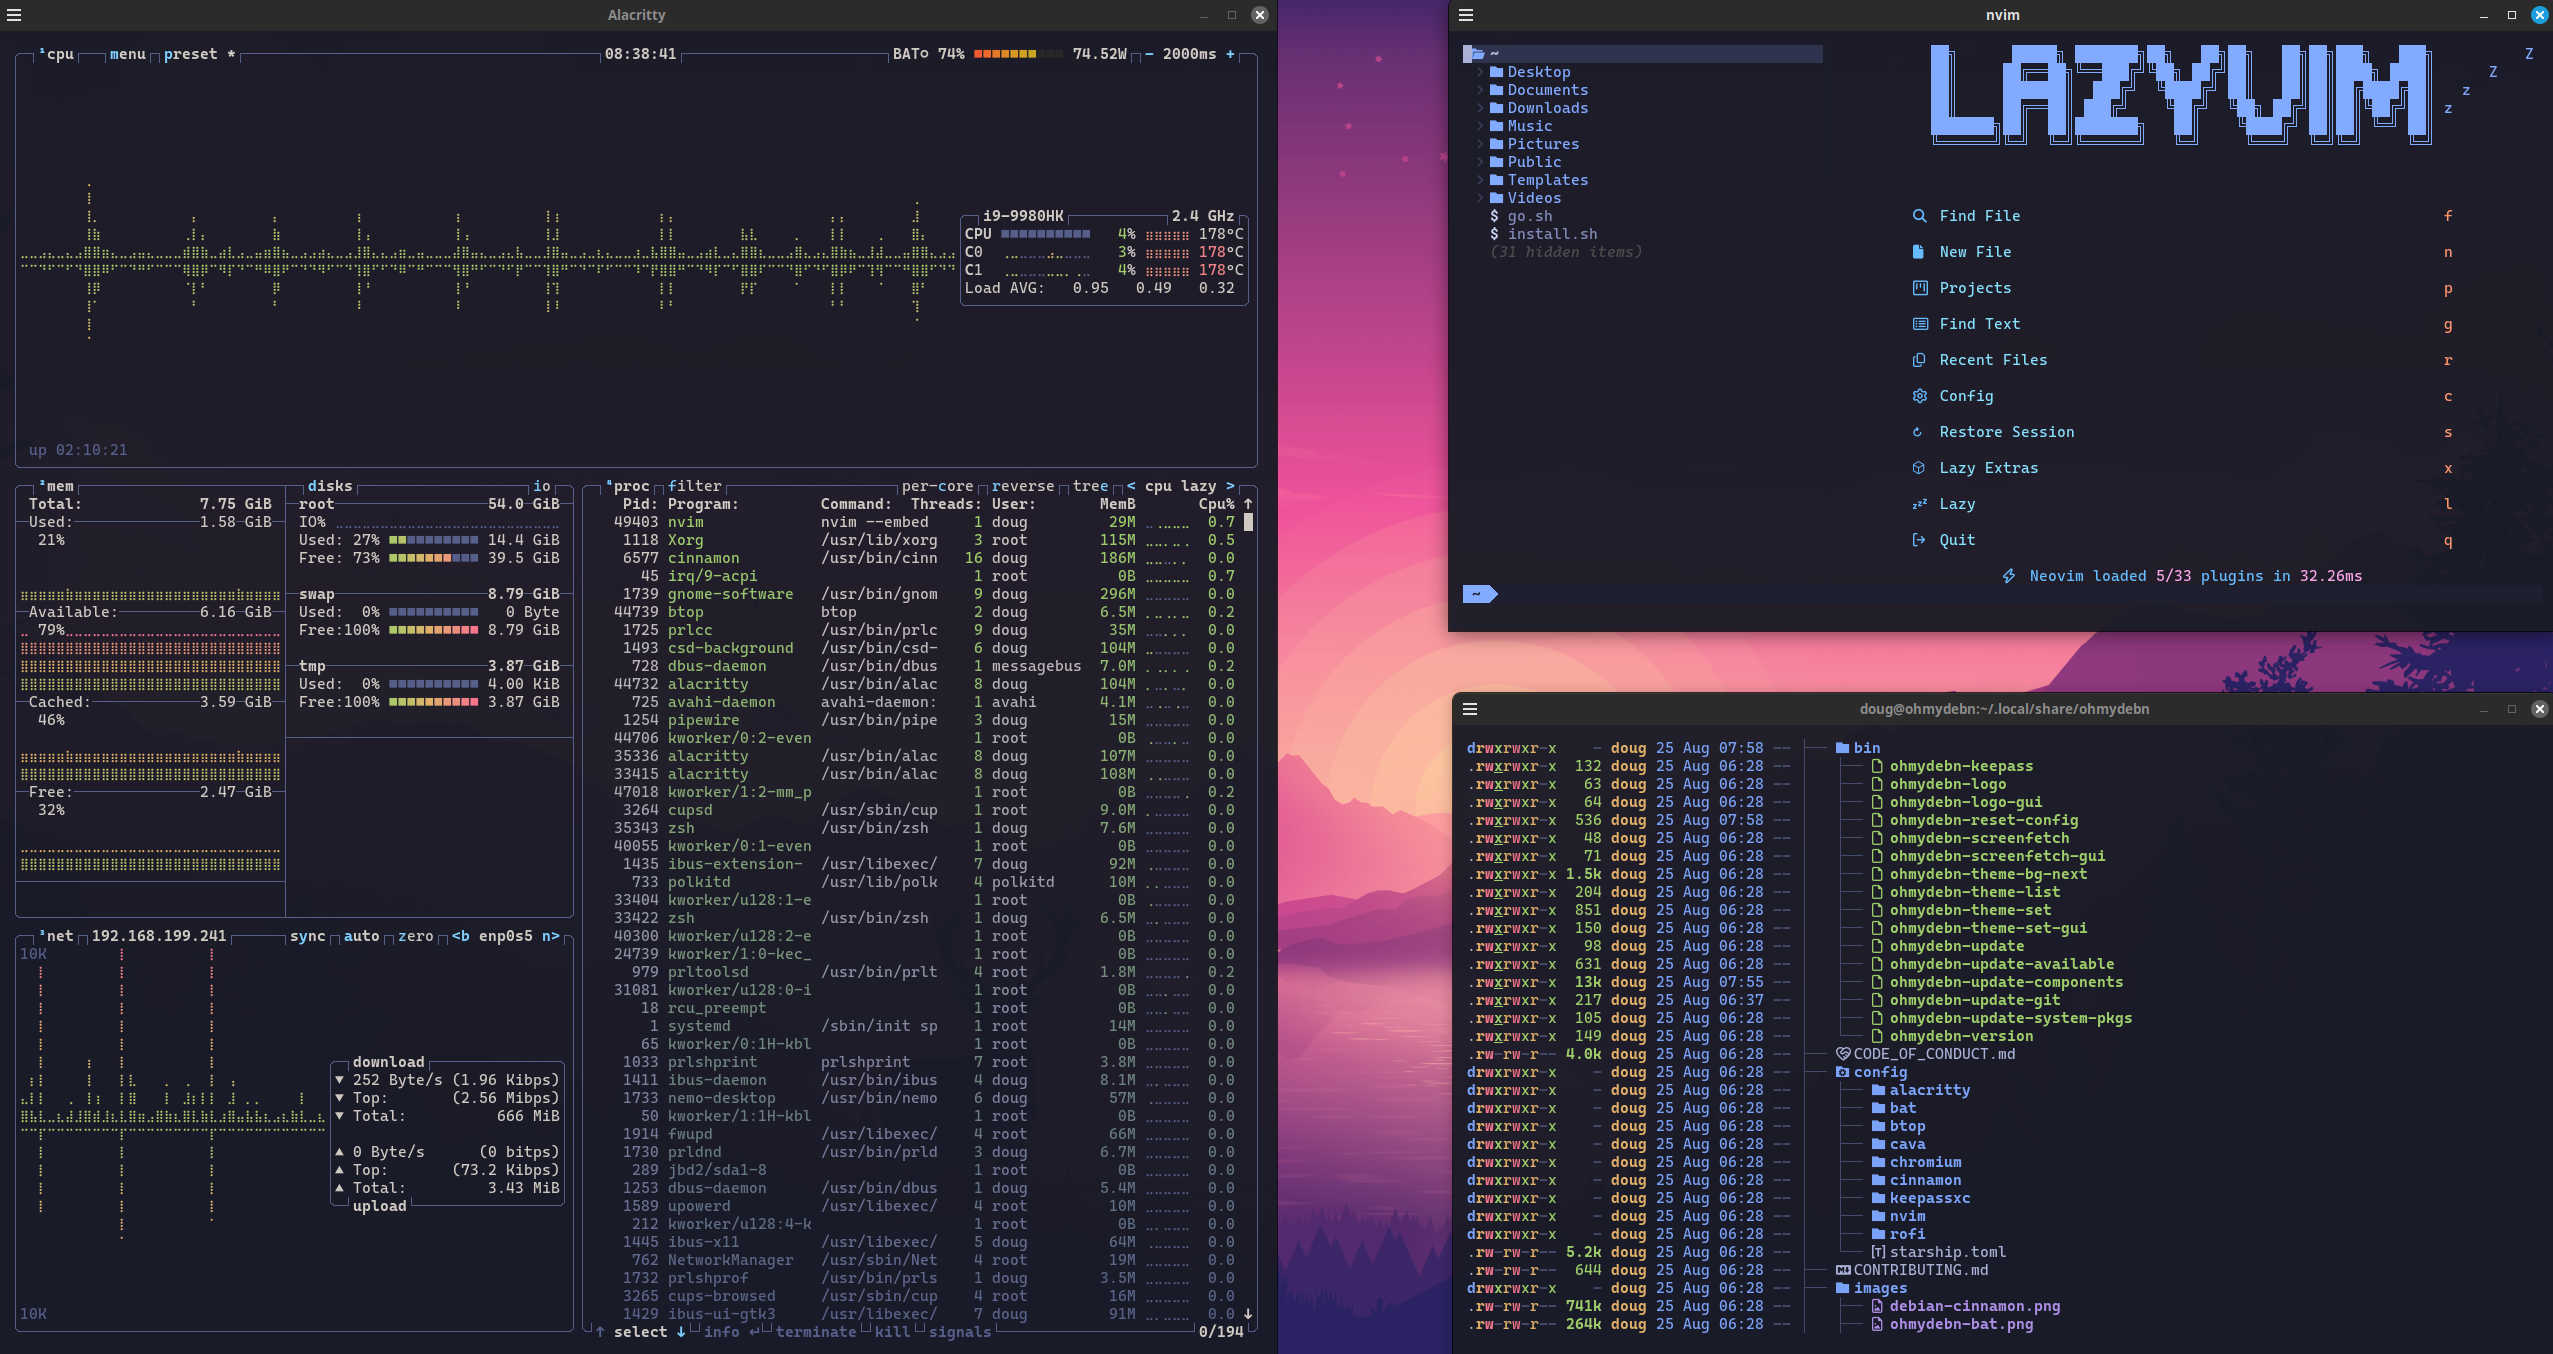 Alacritty
¹cpu menu preset * 08:38:41 BAT 74% 74.52W - 2000ms +
i9-9980HK 2.4 GHz
CPU 4% 178°C
C0 3% 178°C
C1 4% 178°C
Load AVG: 0.95 0.49 0.32
up 02:10:21
²mem
Total: 7.75 GiB
Used: 1.58 GiB
21%
Available: 6.16 GiB
79%
Cached: 3.59 GiB
46%
Free: 2.47 GiB
32%
disks io
root 54.0 GiB
IO%
Used: 27% 14.4 GiB
Free: 73% 39.5 GiB
swap 8.79 GiB
Used: 0% 0 Byte
Free:100% 8.79 GiB
tmp 3.87 GiB
Used: 0% 4.00 KiB
Free:100% 3.87 GiB
³net 192.168.199.241 sync auto zero <b enp0s5 n>
10K
download
▼ 252 Byte/s (1.96 Kibps)
▼ Top: (2.56 Mibps)
▼ Total: 666 MiB
▲ 0 Byte/s (0 bitps)
▲ Top: (73.2 Kibps)
▲ Total: 3.43 MiB
upload
10K
⁴proc filter per-core reverse tree < cpu lazy >
Pid: Program: Command: Threads: User: MemB Cpu% ↑
49403 nvim nvim --embed 1 doug 29M 0.7
1118 Xorg /usr/lib/xorg 3 root 115M 0.5
6577 cinnamon /usr/bin/cinn 16 doug 186M 0.0
45 irq/9-acpi 1 root 0B 0.7
1739 gnome-software /usr/bin/gnom 9 doug 296M 0.0
44739 btop btop 2 doug 6.5M 0.2
1725 prlcc /usr/bin/prlc 9 doug 35M 0.0
1493 csd-background /usr/bin/csd- 6 doug 104M 0.0
728 dbus-daemon /usr/bin/dbus 1 messagebus 7.0M 0.2
44732 alacritty /usr/bin/alac 8 doug 104M 0.0
725 avahi-daemon avahi-daemon: 1 avahi 4.1M 0.0
1254 pipewire /usr/bin/pipe 3 doug 15M 0.0
44706 kworker/0:2-even 1 root 0B 0.0
35336 alacritty /usr/bin/alac 8 doug 107M 0.0
33415 alacritty /usr/bin/alac 8 doug 108M 0.0
47018 kworker/1:2-mm_p 1 root 0B 0.2
3264 cupsd /usr/sbin/cup 1 root 9.0M 0.0
35343 zsh /usr/bin/zsh 1 doug 7.6M 0.0
40055 kworker/0:1-even 1 root 0B 0.0
1435 ibus-extension- /usr/libexec/ 7 doug 92M 0.0
733 polkitd /usr/lib/polk 4 polkitd 10M 0.0
33404 kworker/u128:1-e 1 root 0B 0.0
33422 zsh /usr/bin/zsh 1 doug 6.5M 0.0
40300 kworker/u128:2-e 1 root 0B 0.0
24739 kworker/1:0-kec_ 1 root 0B 0.0
979 prltoolsd /usr/bin/prlt 4 root 1.8M 0.2
31081 kworker/u128:0-i 1 root 0B 0.0
18 rcu_preempt 1 root 0B 0.0
1 systemd /sbin/init sp 1 root 14M 0.0
65 kworker/0:1H-kbl 1 root 0B 0.0
1033 prlshprint prlshprint 7 root 3.8M 0.0
1411 ibus-daemon /usr/bin/ibus 4 doug 8.1M 0.0
1733 nemo-desktop /usr/bin/nemo 6 doug 57M 0.0
50 kworker/1:1H-kbl 1 root 0B 0.0
1914 fwupd /usr/libexec/ 4 root 66M 0.0
1730 prldnd /usr/bin/prld 3 doug 6.7M 0.0
289 jbd2/sda1-8 1 root 0B 0.0
1253 dbus-daemon /usr/bin/dbus 1 doug 5.4M 0.0
1589 upowerd /usr/libexec/ 4 root 10M 0.0
212 kworker/u128:4-k 1 root 0B 0.0
1445 ibus-x11 /usr/libexec/ 5 doug 64M 0.0
762 NetworkManager /usr/sbin/Net 4 root 19M 0.0
1732 prlshprof /usr/bin/prls 1 doug 3.5M 0.0
3265 cups-browsed /usr/sbin/cup 4 root 16M 0.0
1429 ibus-ui-gtk3 /usr/libexec/ 7 doug 91M 0.0 ↓
↑ select ↓ info ↵ terminate kill signals 0/194
nvim
~
Desktop
Documents
Downloads
Music
Pictures
Public
Templates
Videos
$ go.sh
$ install.sh
(31 hidden items)
~
LAZYVIM Z
Z
z
z
Find File f
New File n
Projects p
Find Text g
Recent Files r
Config c
Restore Session s
Lazy Extras x
Lazy l
Quit q
Neovim loaded 5/33 plugins in 32.26ms
doug@ohmydebn:~/.local/share/ohmydebn
drwxrwxr-x - doug 25 Aug 07:58 -- bin
.rwxrwxr-x 132 doug 25 Aug 06:28 -- ohmydebn-keepass
.rwxrwxr-x 63 doug 25 Aug 06:28 -- ohmydebn-logo
.rwxrwxr-x 64 doug 25 Aug 06:28 -- ohmydebn-logo-gui
.rwxrwxr-x 536 doug 25 Aug 07:58 -- ohmydebn-reset-config
.rwxrwxr-x 48 doug 25 Aug 06:28 -- ohmydebn-screenfetch
.rwxrwxr-x 71 doug 25 Aug 06:28 -- ohmydebn-screenfetch-gui
.rwxrwxr-x 1.5k doug 25 Aug 06:28 -- ohmydebn-theme-bg-next
.rwxrwxr-x 204 doug 25 Aug 06:28 -- ohmydebn-theme-list
.rwxrwxr-x 851 doug 25 Aug 06:28 -- ohmydebn-theme-set
.rwxrwxr-x 150 doug 25 Aug 06:28 -- ohmydebn-theme-set-gui
.rwxrwxr-x 98 doug 25 Aug 06:28 -- ohmydebn-update
.rwxrwxr-x 631 doug 25 Aug 06:28 -- ohmydebn-update-available
.rwxrwxr-x 13k doug 25 Aug 07:55 -- ohmydebn-update-components
.rwxrwxr-x 217 doug 25 Aug 06:37 -- ohmydebn-update-git
.rwxrwxr-x 105 doug 25 Aug 06:28 -- ohmydebn-update-system-pkgs
.rwxrwxr-x 149 doug 25 Aug 06:28 -- ohmydebn-version
.rw-rw-r-- 4.0k doug 25 Aug 06:28 -- CODE_OF_CONDUCT.md
drwxrwxr-x - doug 25 Aug 06:28 -- config
drwxrwxr-x - doug 25 Aug 06:28 -- alacritty
drwxrwxr-x - doug 25 Aug 06:28 -- bat
drwxrwxr-x - doug 25 Aug 06:28 -- btop
drwxrwxr-x - doug 25 Aug 06:28 -- cava
drwxrwxr-x - doug 25 Aug 06:28 -- chromium
drwxrwxr-x - doug 25 Aug 06:28 -- cinnamon
drwxrwxr-x - doug 25 Aug 06:28 -- keepassxc
drwxrwxr-x - doug 25 Aug 06:28 -- nvim
drwxrwxr-x - doug 25 Aug 06:28 -- rofi
.rw-rw-r-- 5.2k doug 25 Aug 06:28 -- [T] starship.toml
.rw-rw-r-- 644 doug 25 Aug 06:28 -- CONTRIBUTING.md
drwxrwxr-x - doug 25 Aug 06:28 -- images
.rw-rw-r-- 741k doug 25 Aug 06:28 -- debian-cinnamon.png
.rw-rw-r-- 264k doug 25 Aug 06:28 -- ohmydebn-bat.png